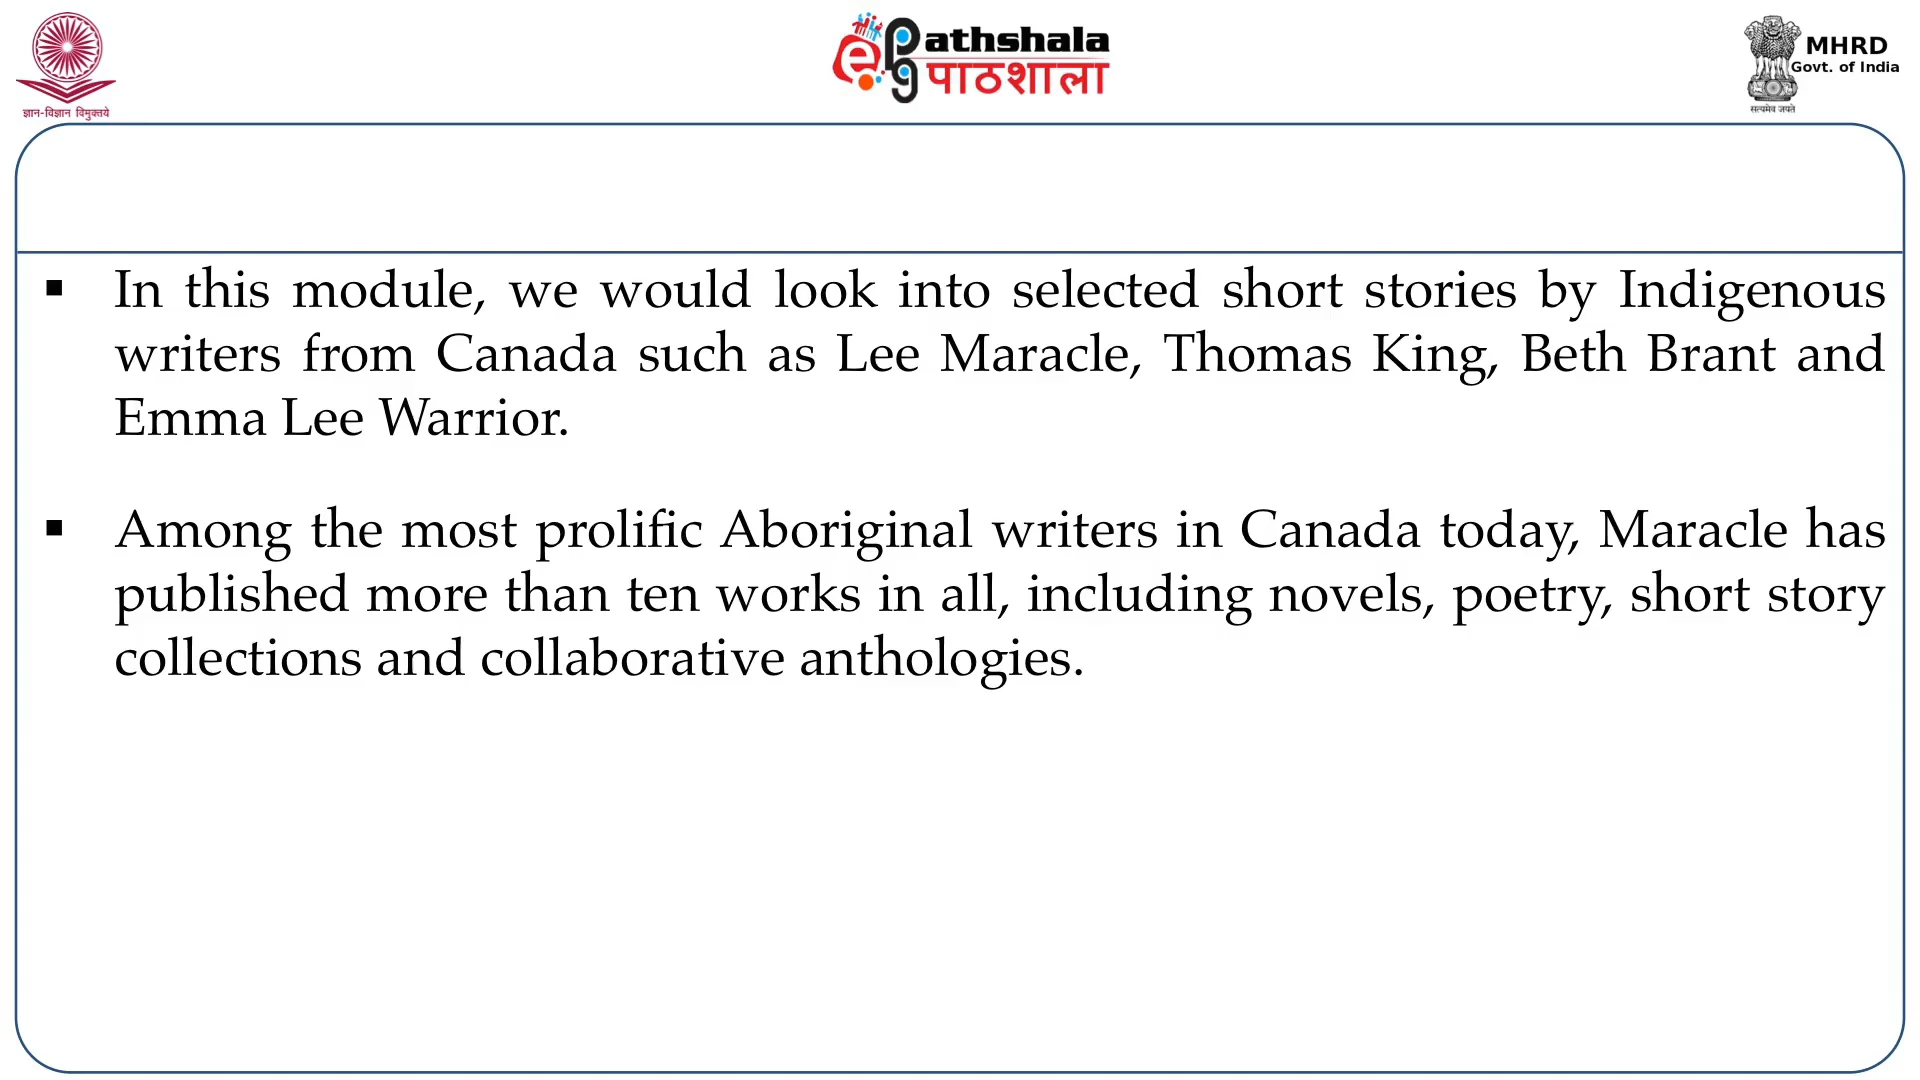 ज्ञान-विज्ञान विमुक्तये
ePathshala
pg पाठशाला
MHRD
Govt. of India
सत्यमेव जयते
▪ In this module, we would look into selected short stories by Indigenous
writers from Canada such as Lee Maracle, Thomas King, Beth Brant and
Emma Lee Warrior.
▪ Among the most prolific Aboriginal writers in Canada today, Maracle has
published more than ten works in all, including novels, poetry, short story
collections and collaborative anthologies.